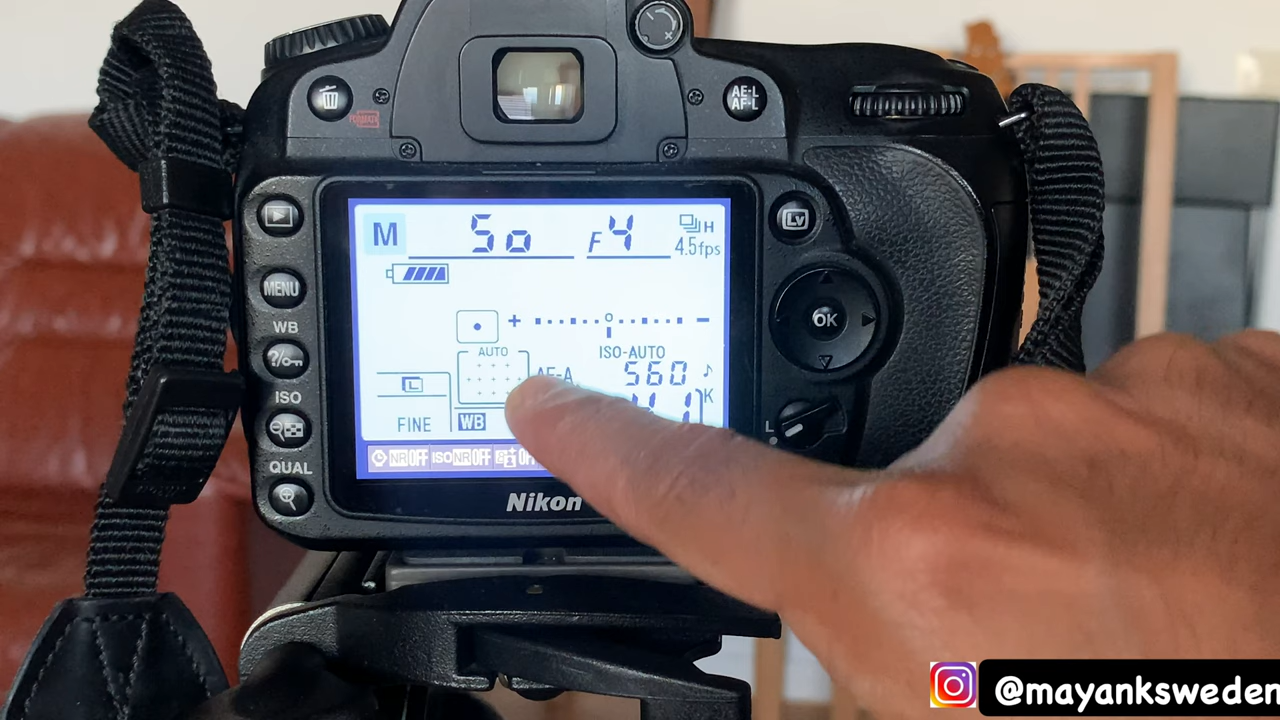 AE-L
AF-L
FORMAT
Lv
M 50 F4 H
4.5fps
MENU
WB
ISO
QUAL
OK
AUTO
ISO-AUTO
560
K
FINE
WB
L
NR OFF ISO NR OFF
Nikon
@mayanksweden